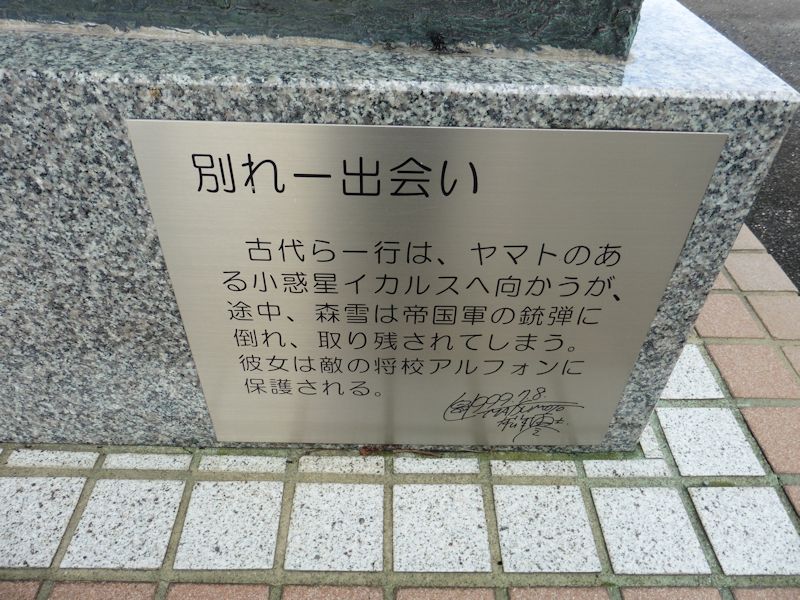 別れー出会い
古代ら一行は、ヤマトのあ
る小惑星イカルスへ向かうが、
途中、森雪は帝国軍の銃弾に
倒れ、取り残されてしまう。
彼女は敵の将校アルフォンに
保護される。
MATSUMOTO